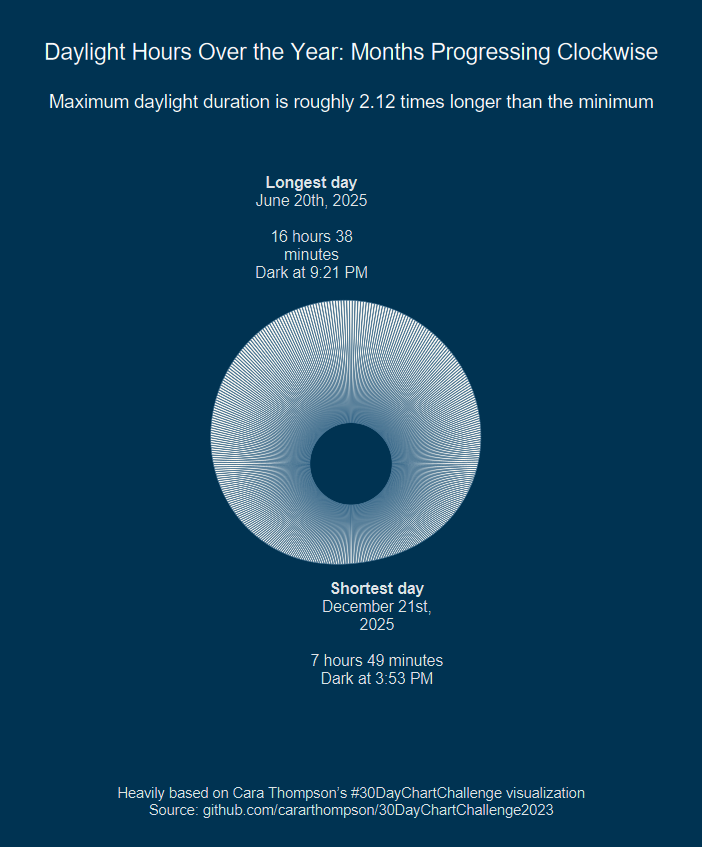 Daylight Hours Over the Year: Months Progressing Clockwise
Maximum daylight duration is roughly 2.12 times longer than the minimum
Longest day
June 20th, 2025
16 hours 38
minutes
Dark at 9:21 PM
Shortest day
December 21st,
2025
7 hours 49 minutes
Dark at 3:53 PM
Heavily based on Cara Thompson's #30DayChartChallenge visualization
Source: github.com/cararthompson/30DayChartChallenge2023